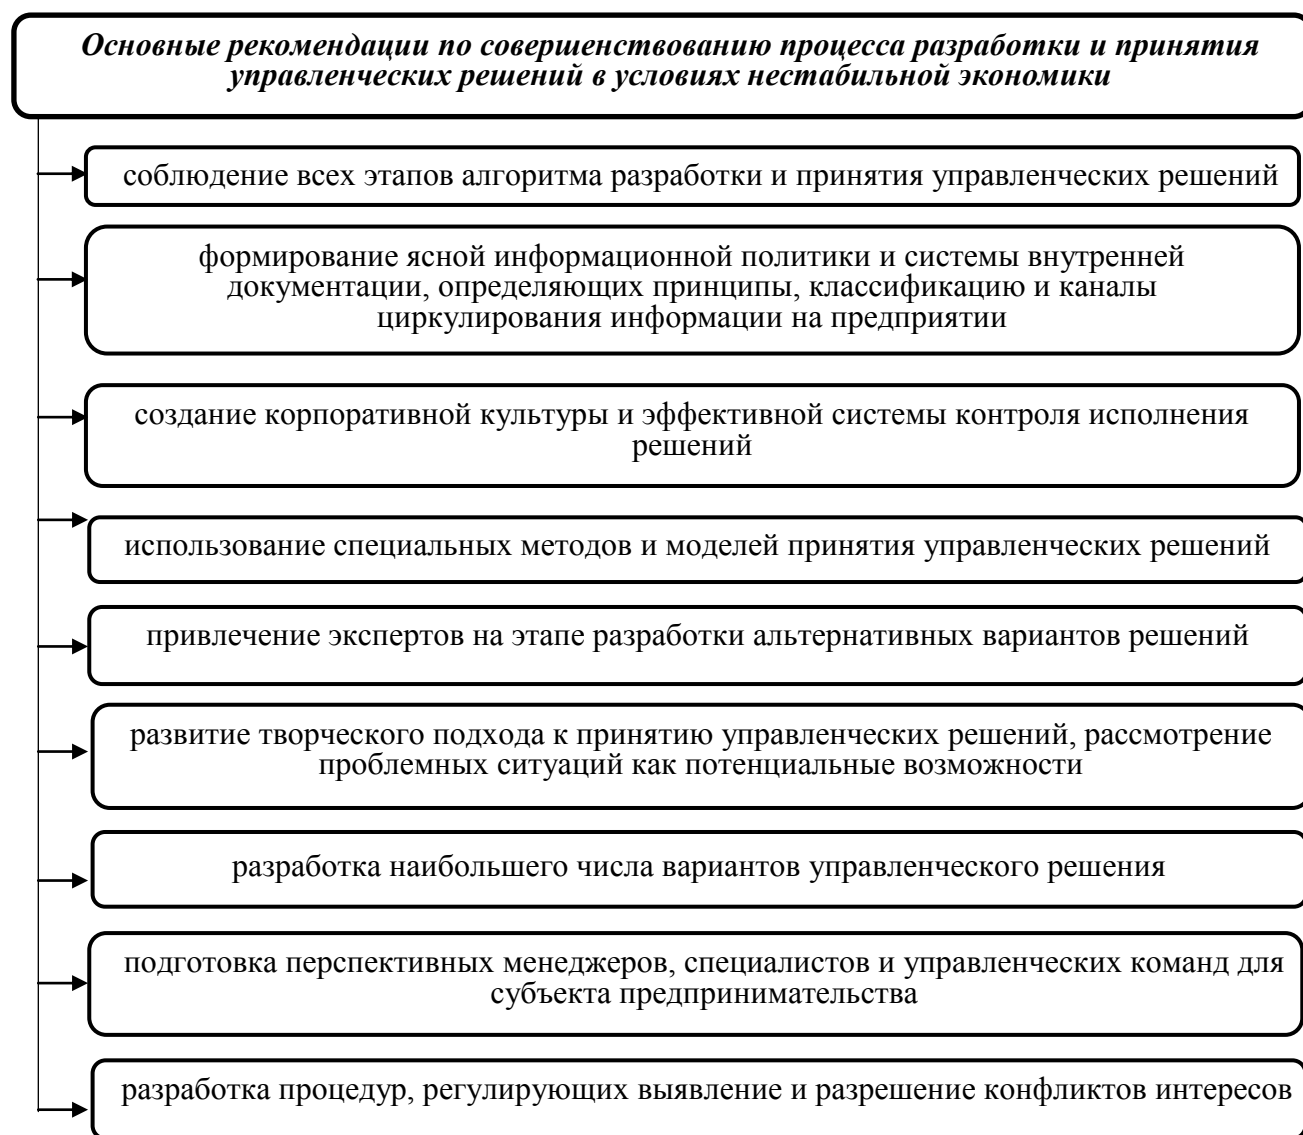 Основные рекомендации по совершенствованию процесса разработки и принятия
управленческих решений в условиях нестабильной экономики
соблюдение всех этапов алгоритма разработки и принятия управленческих решений
формирование ясной информационной политики и системы внутренней
документации, определяющих принципы, классификацию и каналы
циркулирования информации на предприятии
создание корпоративной культуры и эффективной системы контроля исполнения
решений
использование специальных методов и моделей принятия управленческих решений
привлечение экспертов на этапе разработки альтернативных вариантов решений
развитие творческого подхода к принятию управленческих решений, рассмотрение
проблемных ситуаций как потенциальные возможности
разработка наибольшего числа вариантов управленческого решения
подготовка перспективных менеджеров, специалистов и управленческих команд для
субъекта предпринимательства
разработка процедур, регулирующих выявление и разрешение конфликтов интересов